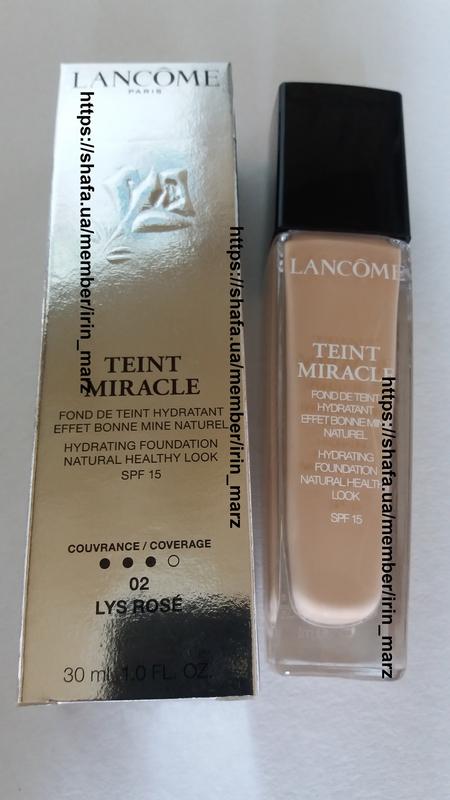 LANCÔME
PARIS
TEINT
MIRACLE
FOND DE TEINT HYDRATANT
EFFET BONNE MINE NATUREL
HYDRATING FOUNDATION
NATURAL HEALTHY LOOK
SPF 15
COUVRANCE / COVERAGE
02
LYS ROSÉ
30 ml 1.0 FL. OZ.
LANCÔME
TEINT
MIRACLE
FOND DE TEINT
HYDRATANT
EFFET BONNE MINE
NATUREL
HYDRATING
FOUNDATION
NATURAL HEALTHY
LOOK
SPF 15
https://shafa.ua/member/irin_marz
https://shafa.ua/member/irin_marz
https://shafa.ua/member/irin_marz